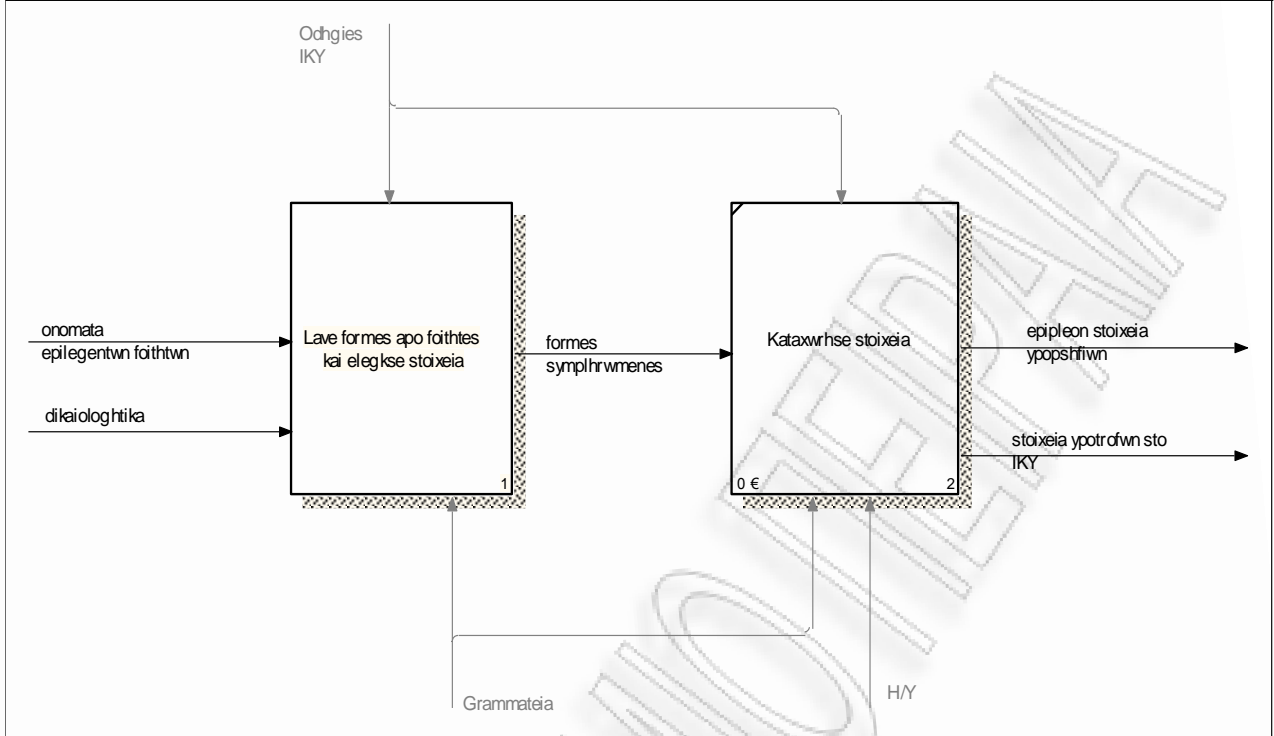 Odhgies
IKY
onomata
epilegentwn foithtwn
dikaiologhtika
Lave formes apo foithtes
kai elegkse stoixeia
1
formes
symplhrwmenes
Kataxwrhse stoixeia
0 €
2
epipleon stoixeia
ypopshfiwn
stoixeia ypotrofwn sto
IKY
Grammateia
H/Y